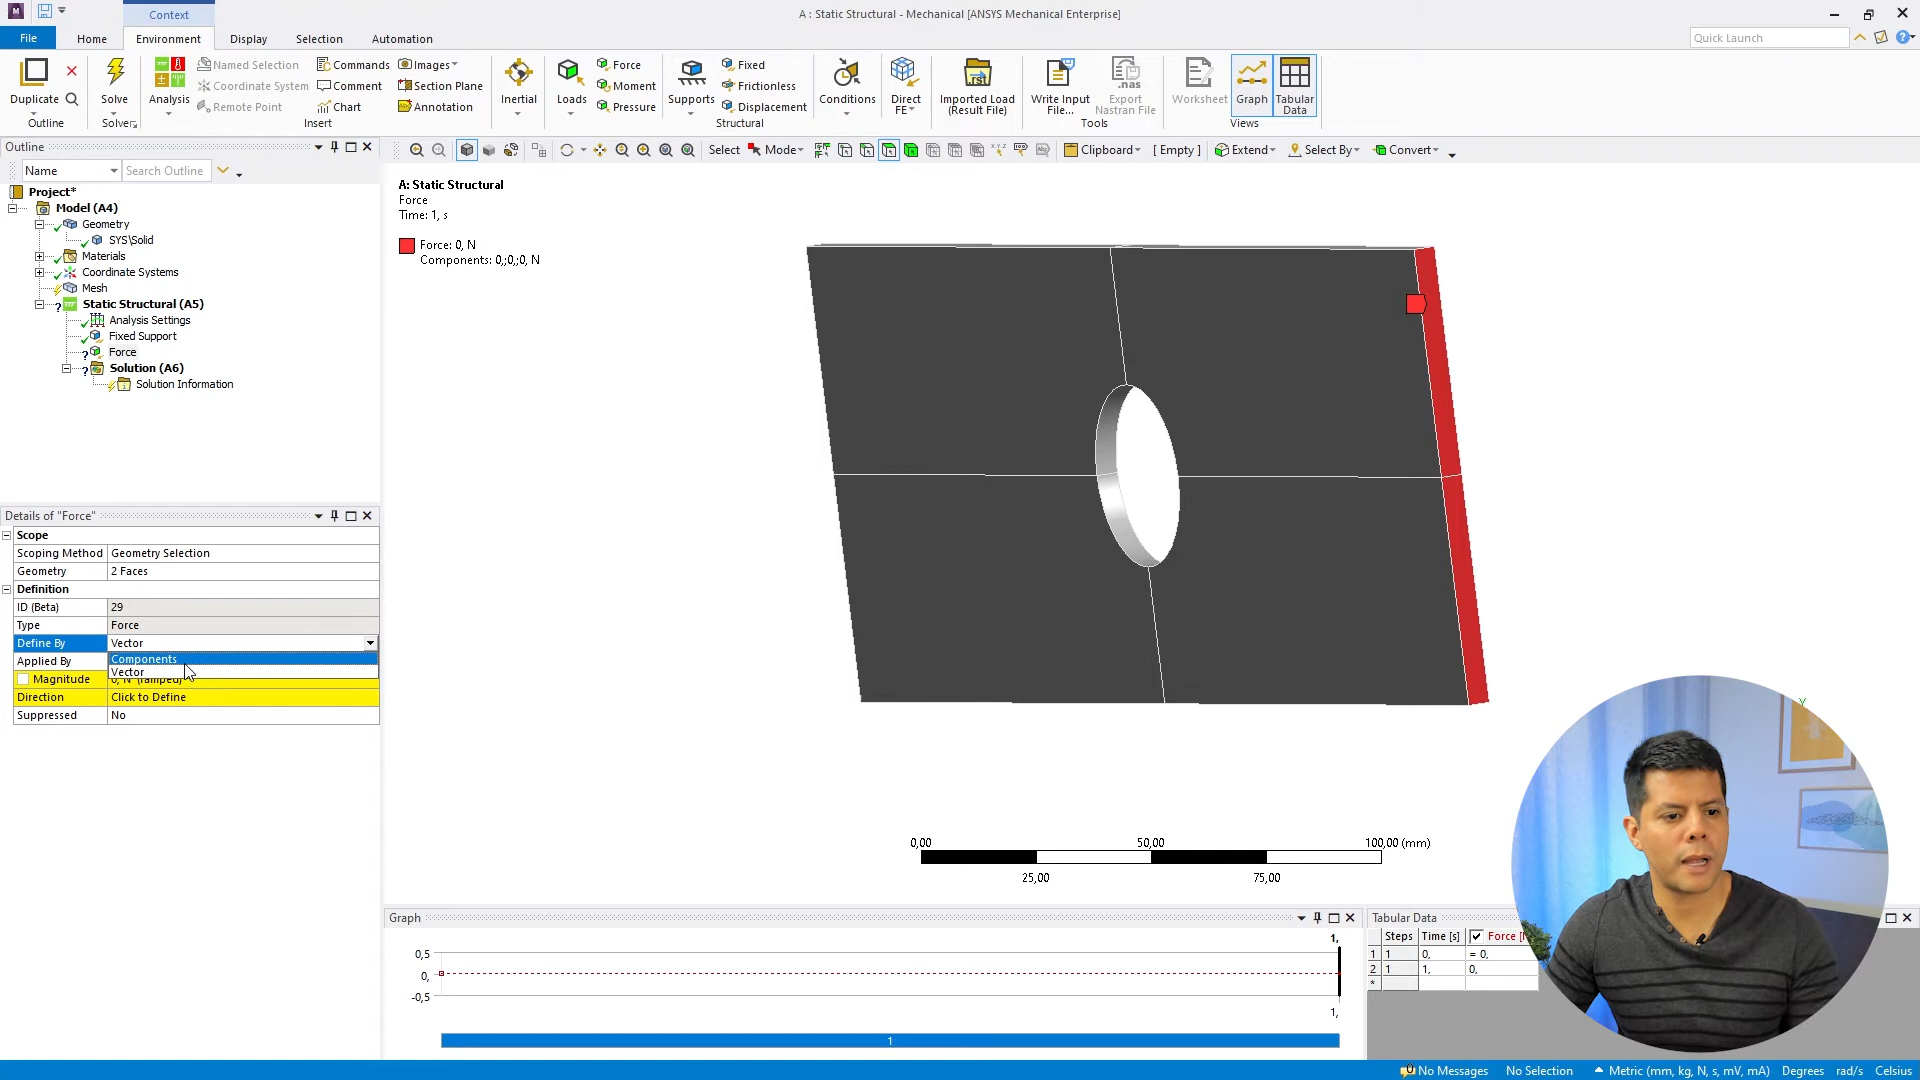 Context
A : Static Structural - Mechanical [ANSYS Mechanical Enterprise]
File Home Environment Display Selection Automation
Quick Launch
Duplicate
Outline
Solve
Solver
Analysis
Named Selection
Coordinate System
Remote Point
Commands
Comment
Chart
Images
Section Plane
Annotation
Insert
Inertial
Loads
Force
Moment
Pressure
Supports
Fixed
Frictionless
Displacement
Structural
Conditions
Direct
FE
Imported Load
(Result File)
Write Input
File...
Export
Nastran File
Tools
Worksheet
Graph
Tabular
Data
Views
Outline
Select Mode Clipboard [ Empty ] Extend Select By Convert
Name Search Outline
Project*
Model (A4)
Geometry
SYS\Solid
Materials
Coordinate Systems
Mesh
Static Structural (A5)
Analysis Settings
Fixed Support
Force
Solution (A6)
Solution Information
A: Static Structural
Force
Time: 1, s
Force: 0, N
Components: 0,;0,;0, N
Details of "Force"
Scope
Scoping Method Geometry Selection
Geometry 2 Faces
Definition
ID (Beta) 29
Type Force
Define By Vector
Components
Applied By
Vector
Magnitude 0, N (ramped)
Direction Click to Define
Suppressed No
Y
0,00 50,00 100,00 (mm)
25,00 75,00
Graph
1,
0,5
0,
-0,5
1,
1
Tabular Data
Steps Time [s] Force [
1 1 0, = 0,
2 1 1, 0,
*
No Messages No Selection Metric (mm, kg, N, s, mV, mA) Degrees rad/s Celsius